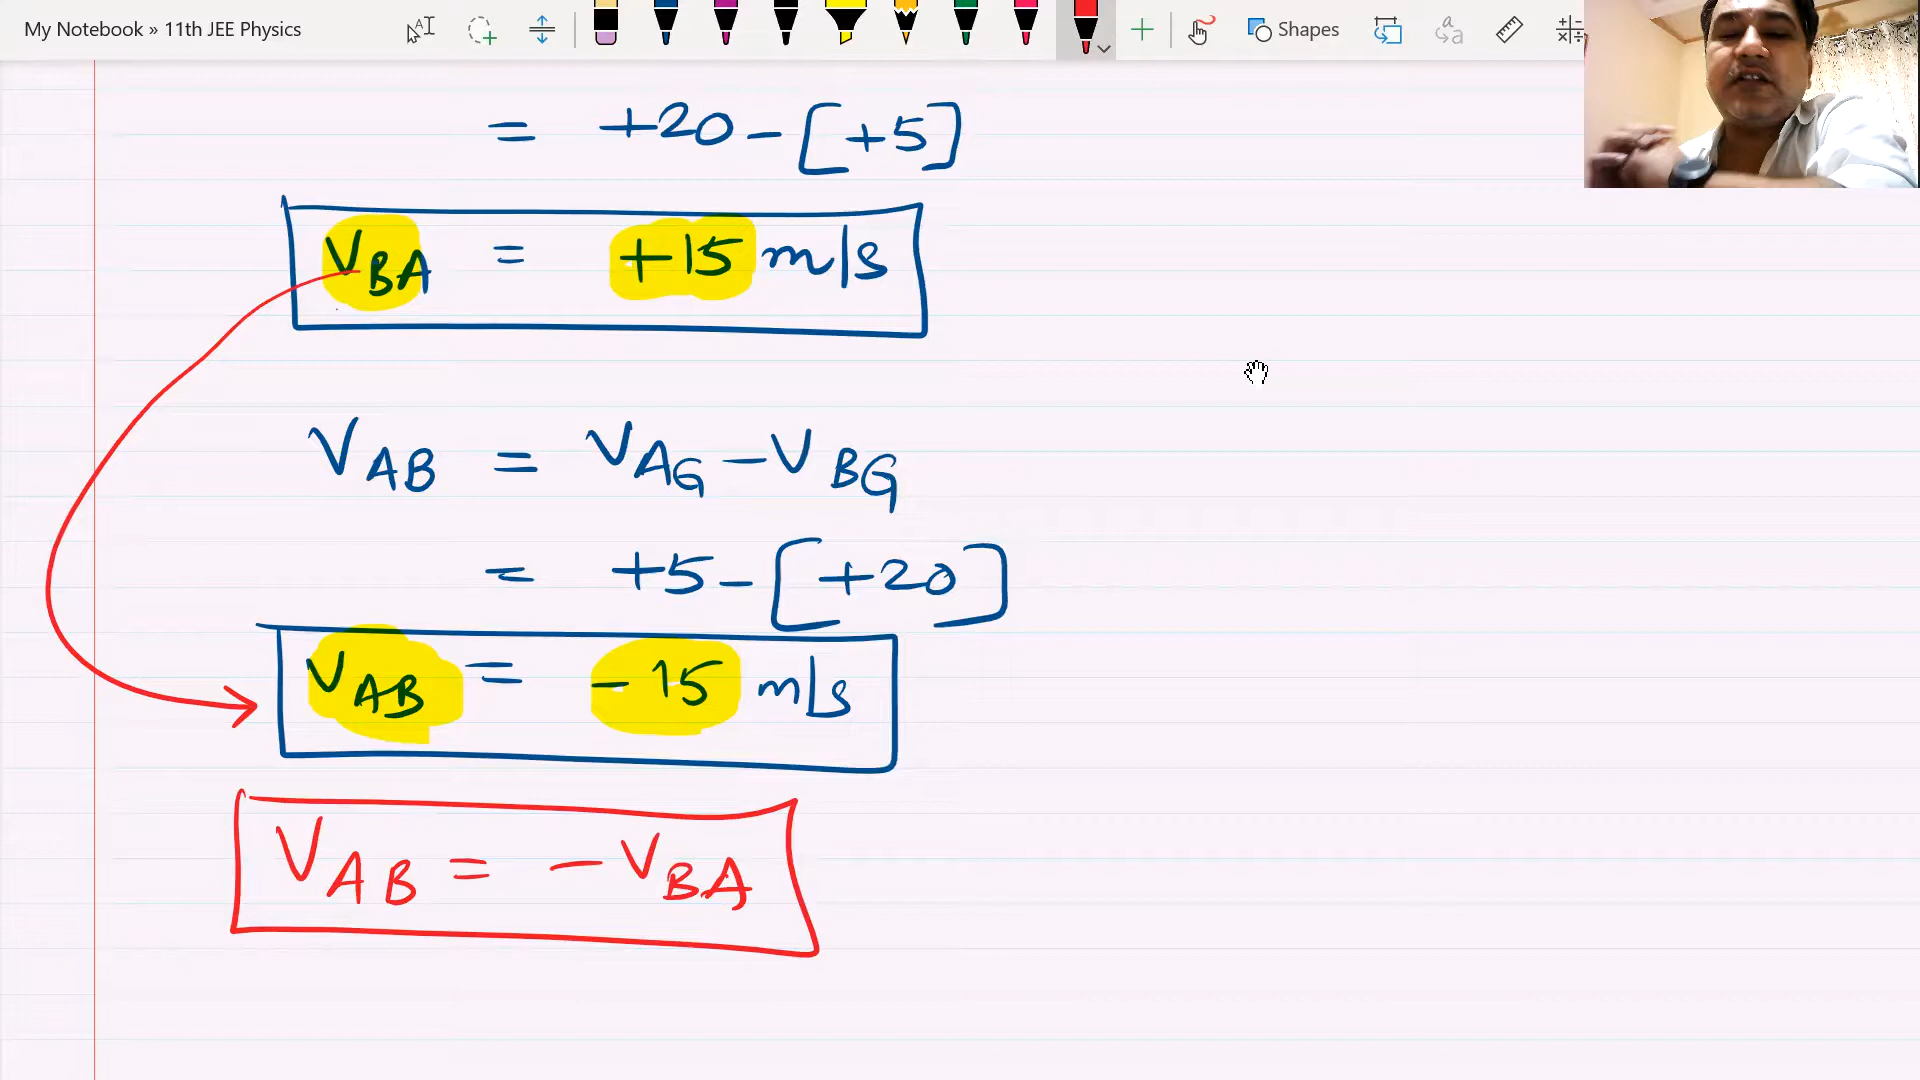 My Notebook » 11th JEE Physics
Shapes
= +20 - [+5]
VBA = +15 m/s
VAB = VAG - VBG
= +5 - [+20]
VAB = - 15 m/s
VAB = - VBA